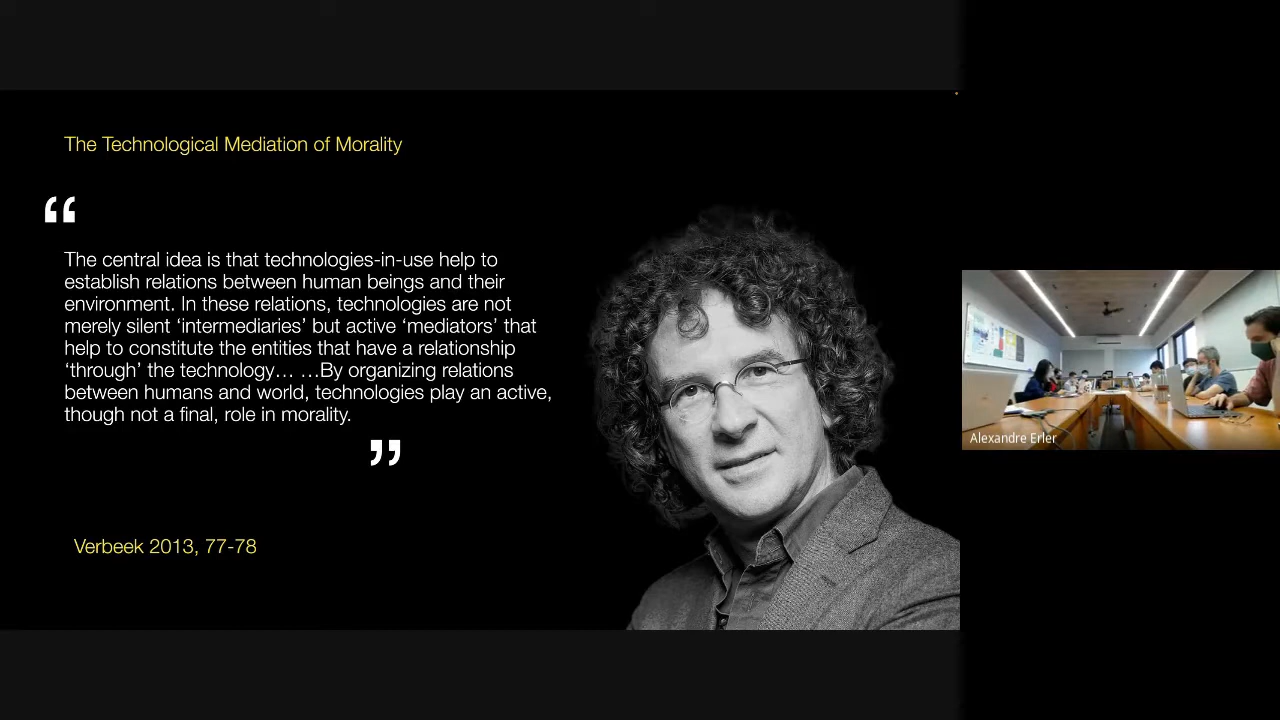 The Technological Mediation of Morality
“
The central idea is that technologies-in-use help to
establish relations between human beings and their
environment. In these relations, technologies are not
merely silent ‘intermediaries’ but active ‘mediators’ that
help to constitute the entities that have a relationship
‘through’ the technology… …By organizing relations
between humans and world, technologies play an active,
though not a final, role in morality.
”
Verbeek 2013, 77-78
Alexandre Erler